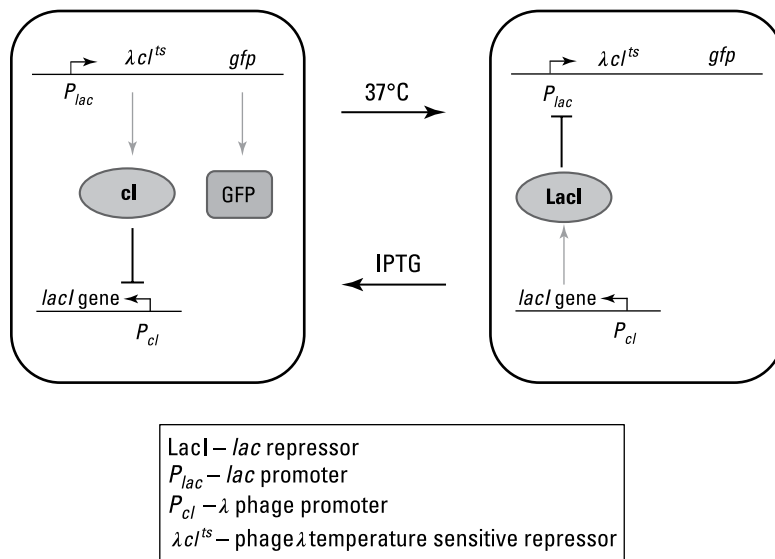 λcI^ts gfp
P_lac
cI GFP
lacI gene
P_cI
37°C
IPTG
λcI^ts gfp
P_lac
LacI
lacI gene
P_cI
LacI – lac repressor
P_lac – lac promoter
P_cI – λ phage promoter
λcI^ts – phage λ temperature sensitive repressor